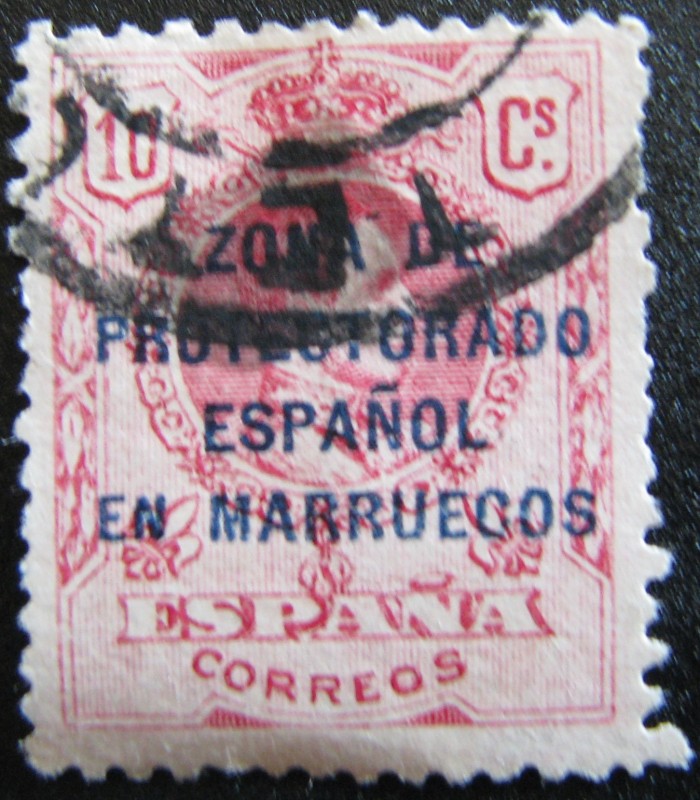 10 Cs.
ZONA DE
PROTECTORADO
ESPAÑOL
EN MARRUECOS
ESPAÑA
CORREOS